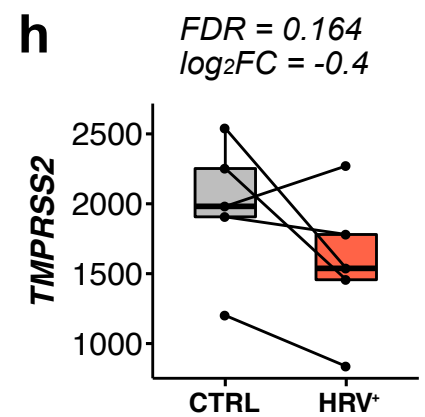 h
FDR = 0.164
log₂FC = -0.4
TMPRSS2
2500
2000
1500
1000
CTRL HRV⁺